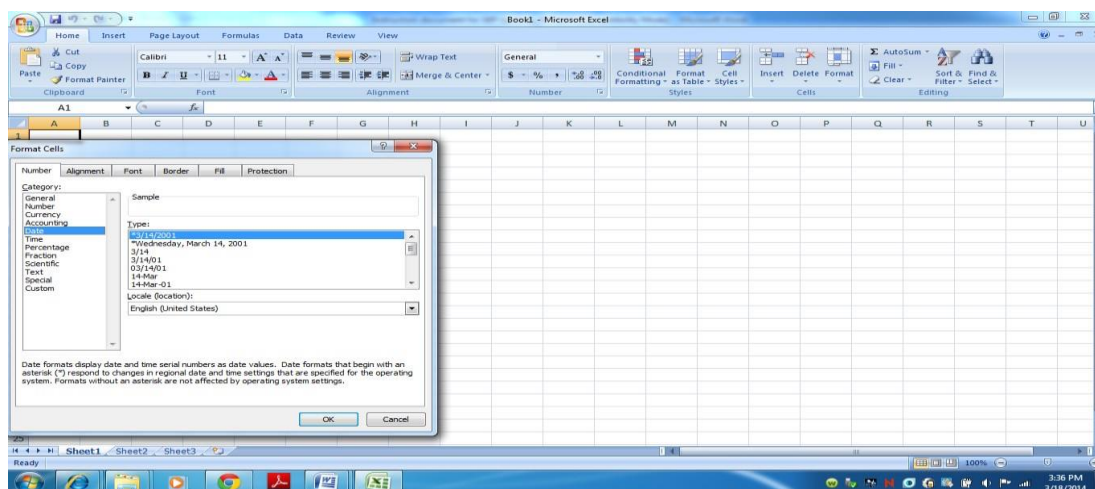 Book1 - Microsoft Excel
Home Insert Page Layout Formulas Data Review View
Cut
Copy
Format Painter
Paste
Clipboard
Calibri 11
B I U
Font
Wrap Text
Merge & Center
Alignment
General
$ % ,
Number
Conditional Formatting
Format as Table
Cell Styles
Styles
Insert Delete Format
Cells
Σ AutoSum
Fill
Clear
Sort & Filter
Find & Select
Editing
A1 fx
A B C D E F G H I J K L M N O P Q R S T U
1
Format Cells
Number Alignment Font Border Fill Protection
Category:
General
Number
Currency
Accounting
Date
Time
Percentage
Fraction
Scientific
Text
Special
Custom
Sample
Type:
*3/14/2001
*Wednesday, March 14, 2001
3/14
3/14/01
03/14/01
14-Mar
14-Mar-01
Locale (location):
English (United States)
Date formats display date and time serial numbers as date values. Date formats that begin with an
asterisk (*) respond to changes in regional date and time settings that are specified for the operating
system. Formats without an asterisk are not affected by operating system settings.
OK Cancel
25
Sheet1 Sheet2 Sheet3
Ready
100%
3:36 PM
3/18/2014